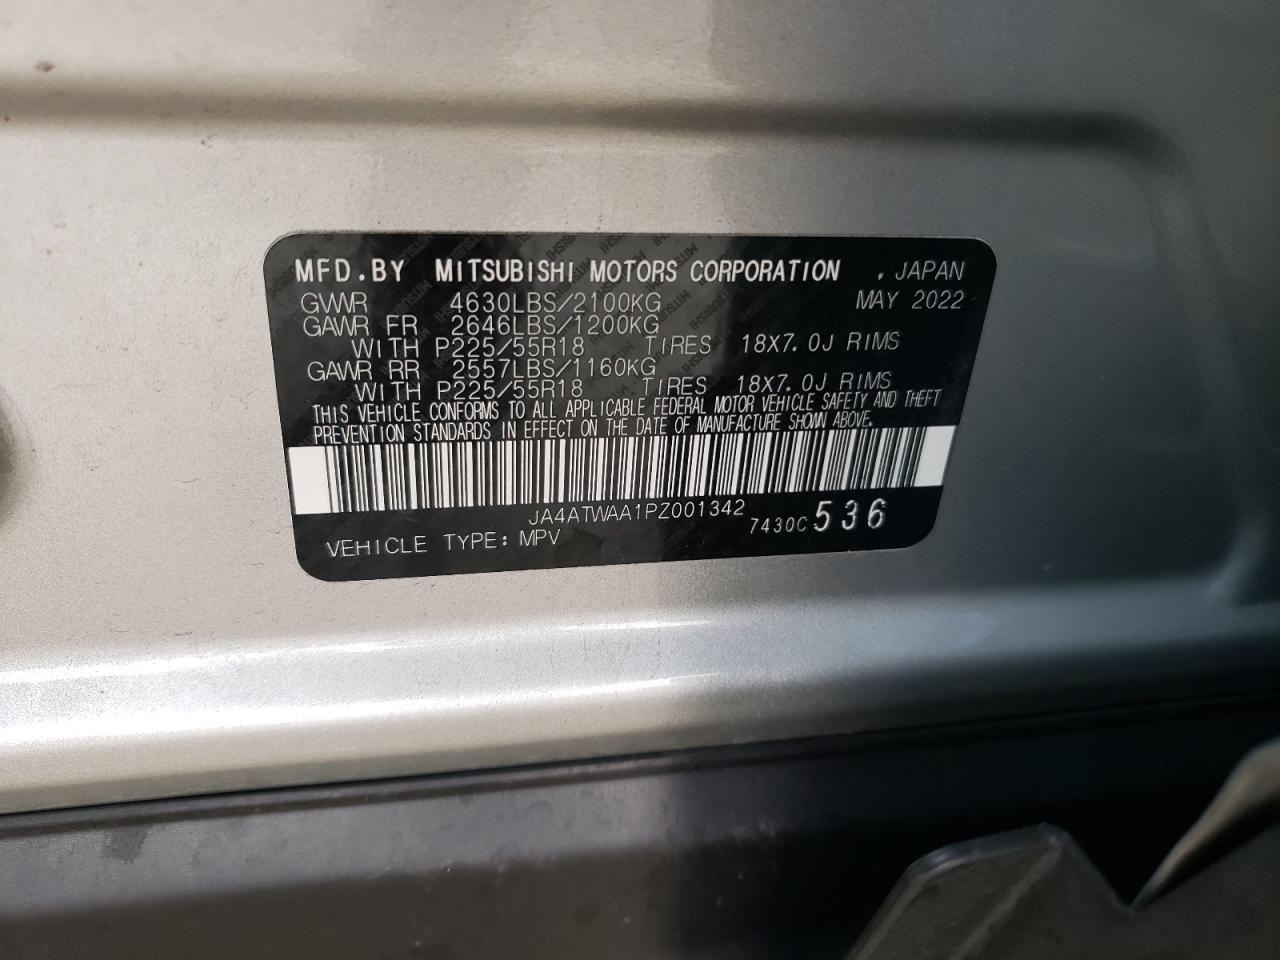 MFD.BY MITSUBISHI MOTORS CORPORATION , JAPAN
GVWR 4630LBS/2100KG MAY 2022
GAWR FR 2646LBS/1200KG
WITH P225/55R18 TIRES 18X7.0J RIMS
GAWR RR 2557LBS/1160KG
WITH P225/55R18 TIRES 18X7.0J RIMS
THIS VEHICLE CONFORMS TO ALL APPLICABLE FEDERAL MOTOR VEHICLE SAFETY AND THEFT
PREVENTION STANDARDS IN EFFECT ON THE DATE OF MANUFACTURE SHOWN ABOVE.
JA4ATWAA1PZ001342
7430C 536
VEHICLE TYPE: MPV